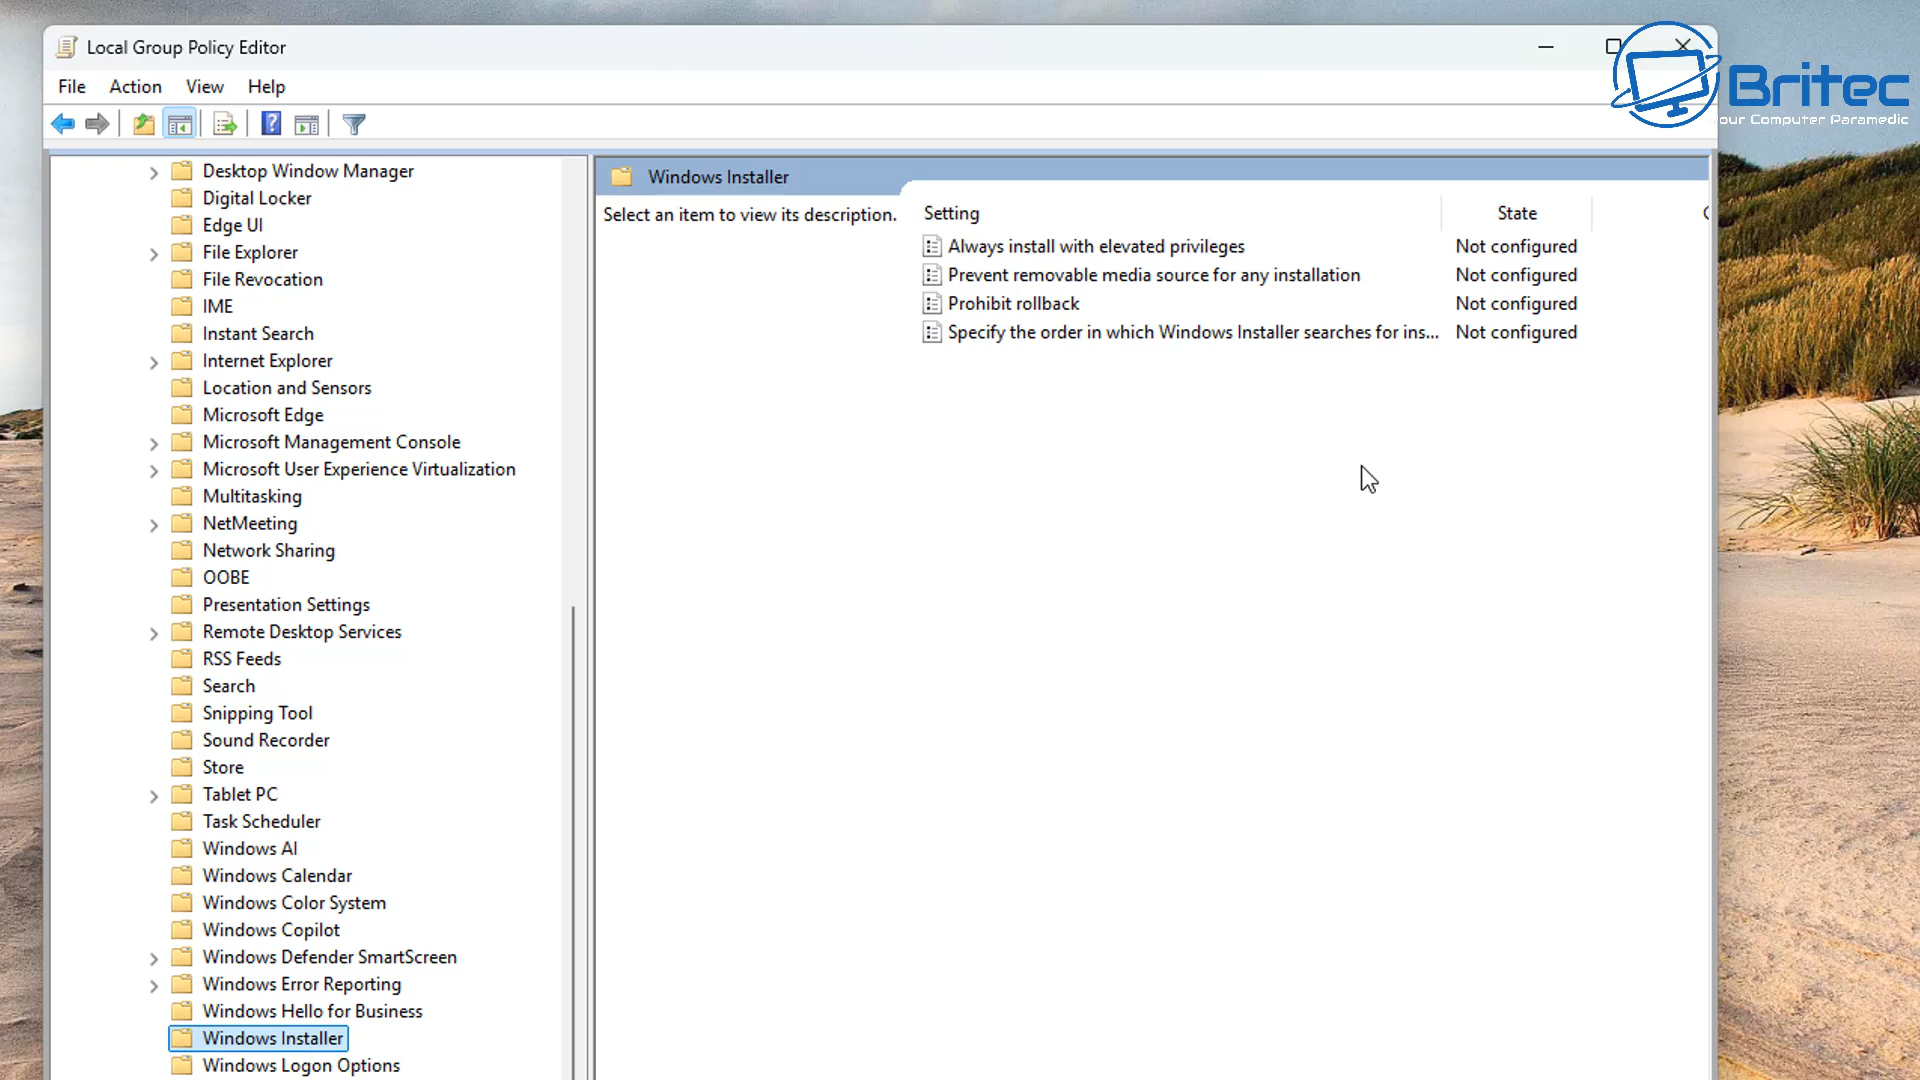 Local Group Policy Editor
Britec
your Computer Paramedic
File Action View Help
Desktop Window Manager
Digital Locker
Edge UI
File Explorer
File Revocation
IME
Instant Search
Internet Explorer
Location and Sensors
Microsoft Edge
Microsoft Management Console
Microsoft User Experience Virtualization
Multitasking
NetMeeting
Network Sharing
OOBE
Presentation Settings
Remote Desktop Services
RSS Feeds
Search
Snipping Tool
Sound Recorder
Store
Tablet PC
Task Scheduler
Windows AI
Windows Calendar
Windows Color System
Windows Copilot
Windows Defender SmartScreen
Windows Error Reporting
Windows Hello for Business
Windows Installer
Windows Logon Options
Windows Installer
Select an item to view its description.
Setting State
Always install with elevated privileges Not configured
Prevent removable media source for any installation Not configured
Prohibit rollback Not configured
Specify the order in which Windows Installer searches for ins... Not configured